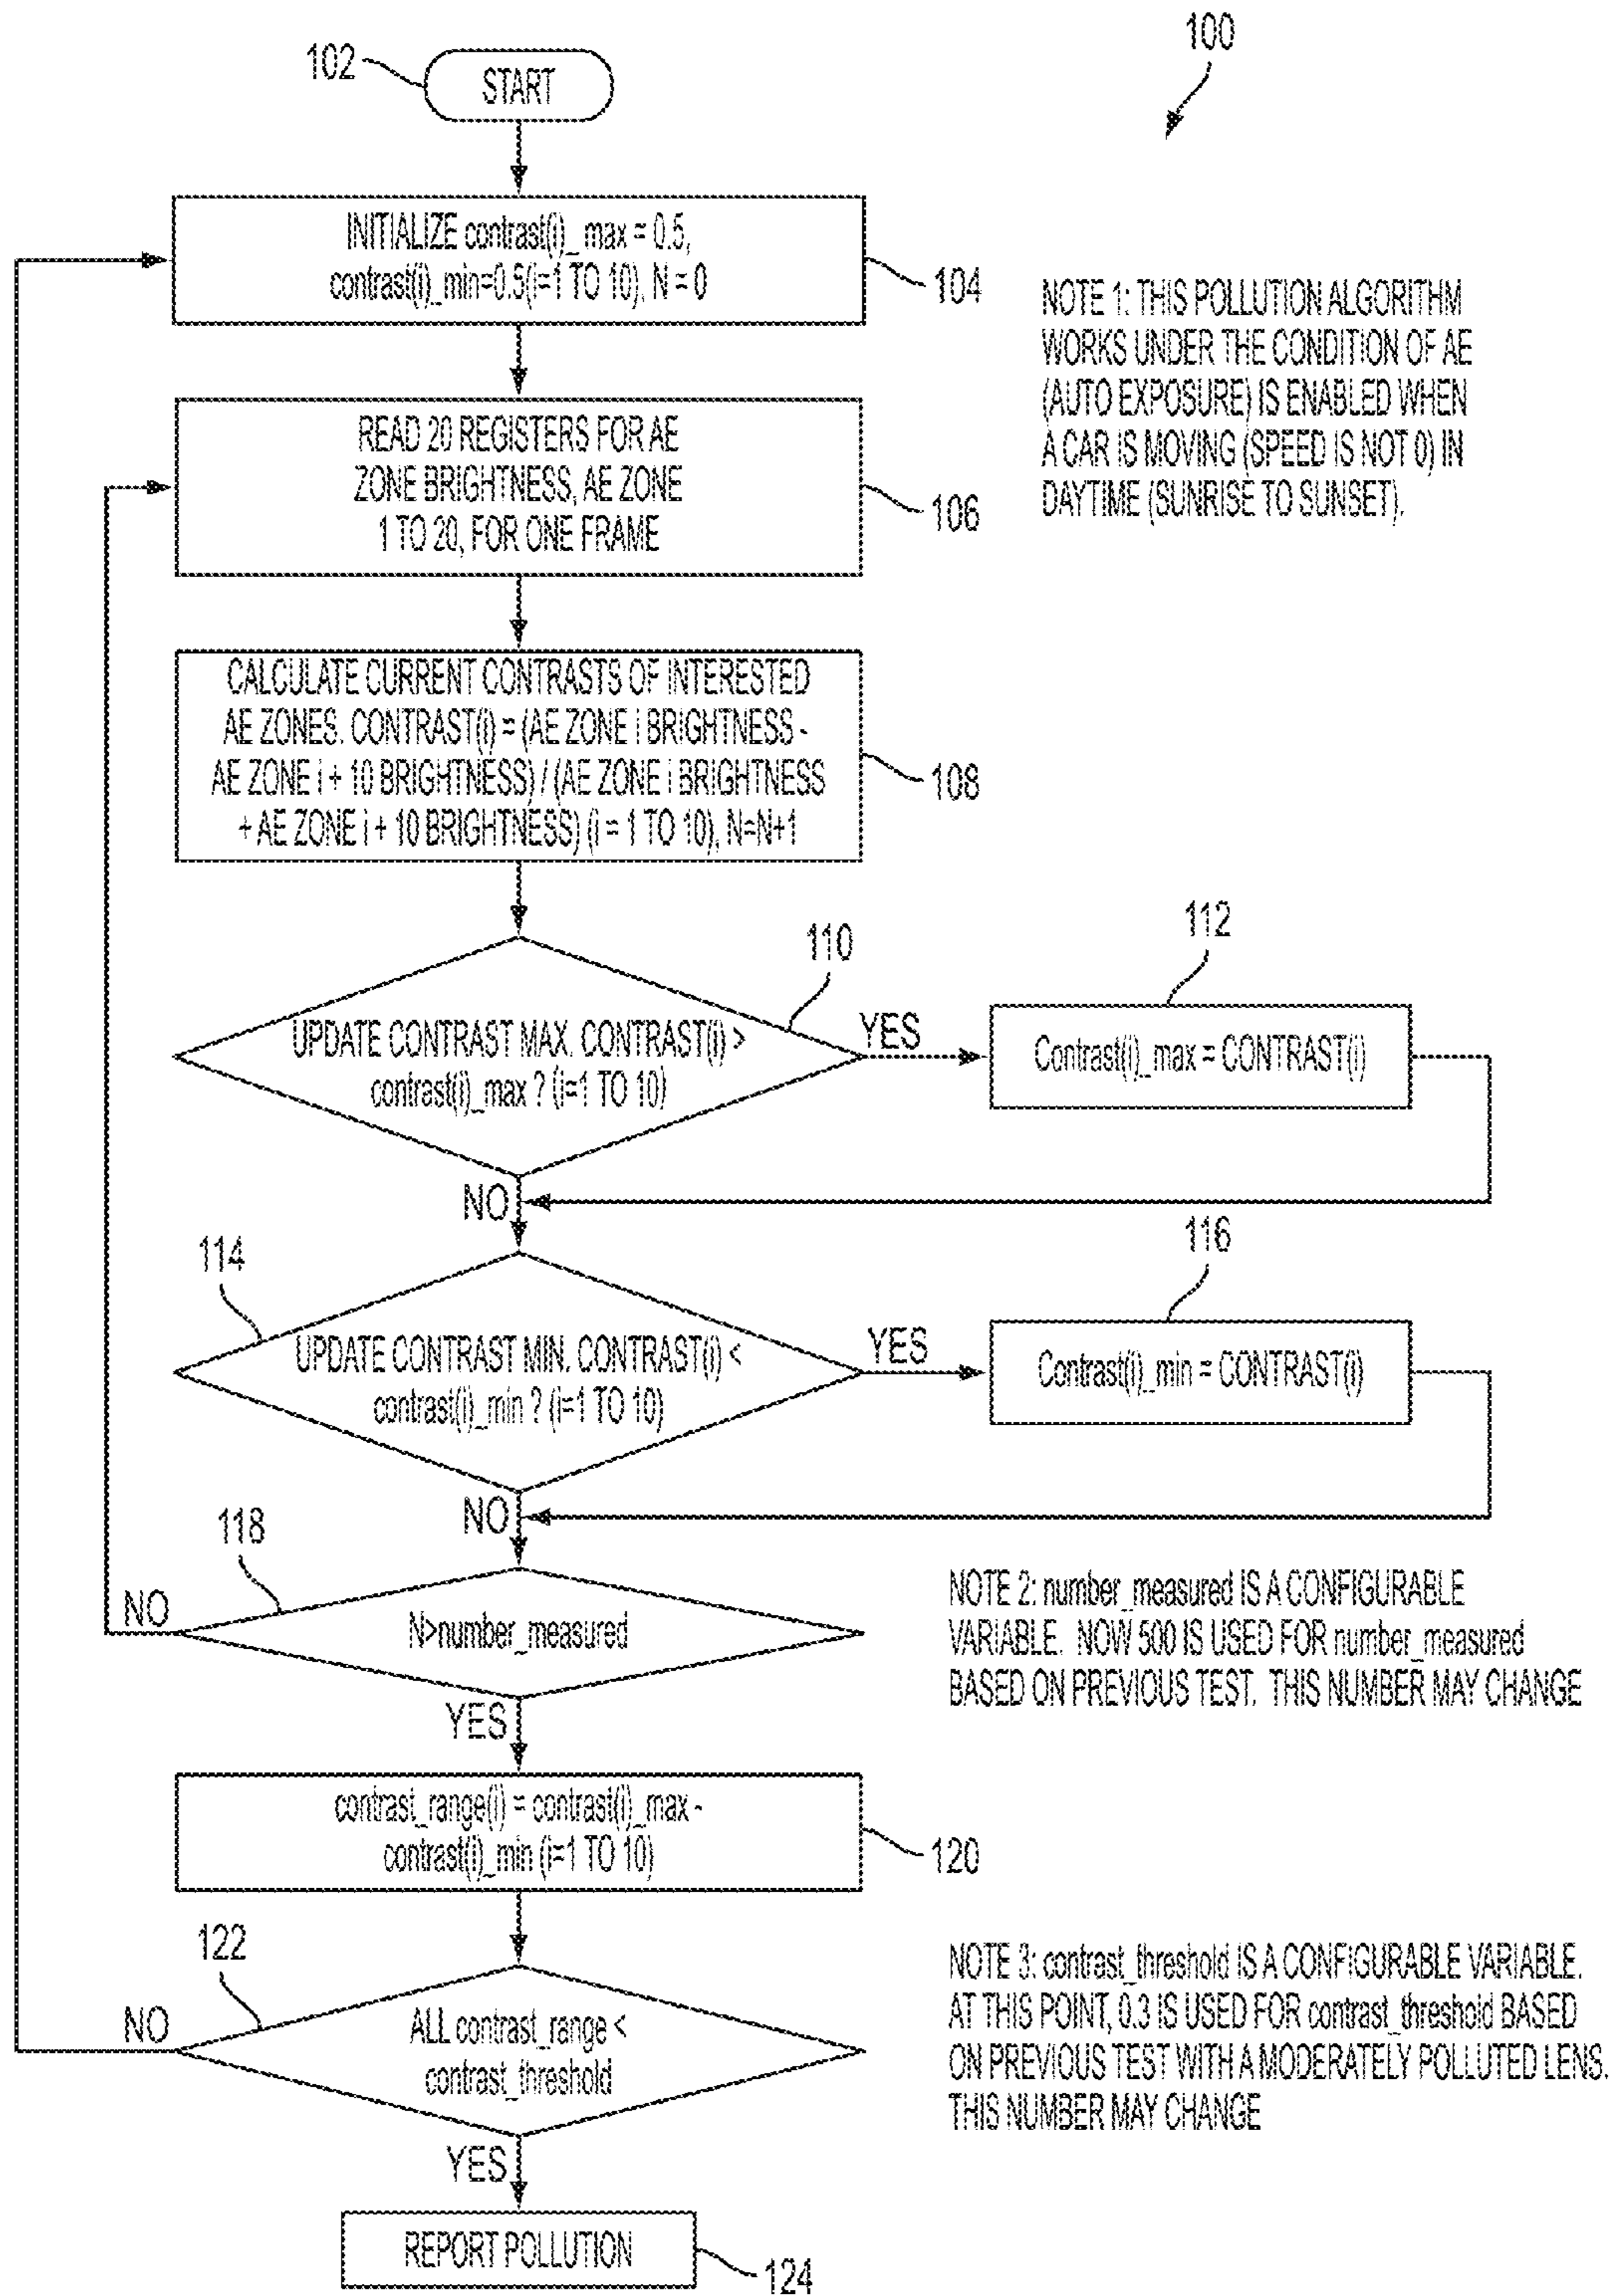 100
102
START
INITIALIZE contrast(i)_ max = 0.5,
contrast(i)_min=0.5(i=1 TO 10), N = 0
104
NOTE 1: THIS POLLUTION ALGORITHM
WORKS UNDER THE CONDITION OF AE
(AUTO EXPOSURE) IS ENABLED WHEN
A CAR IS MOVING (SPEED IS NOT 0) IN
DAYTIME (SUNRISE TO SUNSET).
READ 20 REGISTERS FOR AE
ZONE BRIGHTNESS, AE ZONE
1 TO 20, FOR ONE FRAME
106
CALCULATE CURRENT CONTRASTS OF INTERESTED
AE ZONES. CONTRAST(i) = (AE ZONE i BRIGHTNESS -
AE ZONE i + 10 BRIGHTNESS) / (AE ZONE i BRIGHTNESS
+ AE ZONE i + 10 BRIGHTNESS) (i = 1 TO 10), N=N+1
108
110
UPDATE CONTRAST MAX. CONTRAST(i) >
contrast(i)_max ? (i=1 TO 10)
YES
112
Contrast(i)_max = CONTRAST(i)
NO
114
UPDATE CONTRAST MIN. CONTRAST(i) <
contrast(i)_min ? (i=1 TO 10)
YES
116
Contrast(i)_min = CONTRAST(i)
NO
118
NO
N>number_measured
NOTE 2: number_measured IS A CONFIGURABLE
VARIABLE. NOW 500 IS USED FOR number_measured
BASED ON PREVIOUS TEST. THIS NUMBER MAY CHANGE
YES
contrast_range(i) = contrast(i)_max -
contrast(i)_min (i=1 TO 10)
120
122
NO
ALL contrast_range <
contrast_threshold
NOTE 3: contrast_threshold IS A CONFIGURABLE VARIABLE.
AT THIS POINT, 0.3 IS USED FOR contrast_threshold BASED
ON PREVIOUS TEST WITH A MODERATELY POLLUTED LENS.
THIS NUMBER MAY CHANGE
YES
REPORT POLLUTION
124